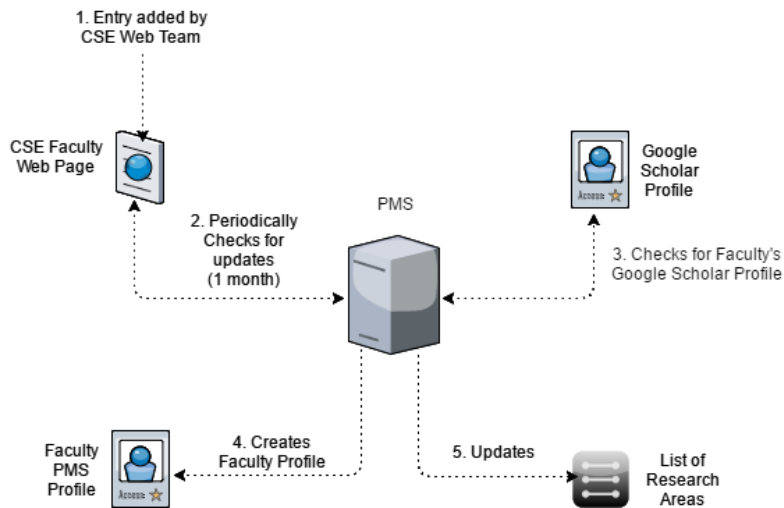 1. Entry added by
CSE Web Team
CSE Faculty
Web Page
2. Periodically
Checks for
updates
(1 month)
PMS
Access
Google
Scholar
Profile
3. Checks for Faculty's
Google Scholar Profile
Faculty
PMS
Profile
Access
4. Creates
Faculty Profile
5. Updates
List of
Research
Areas